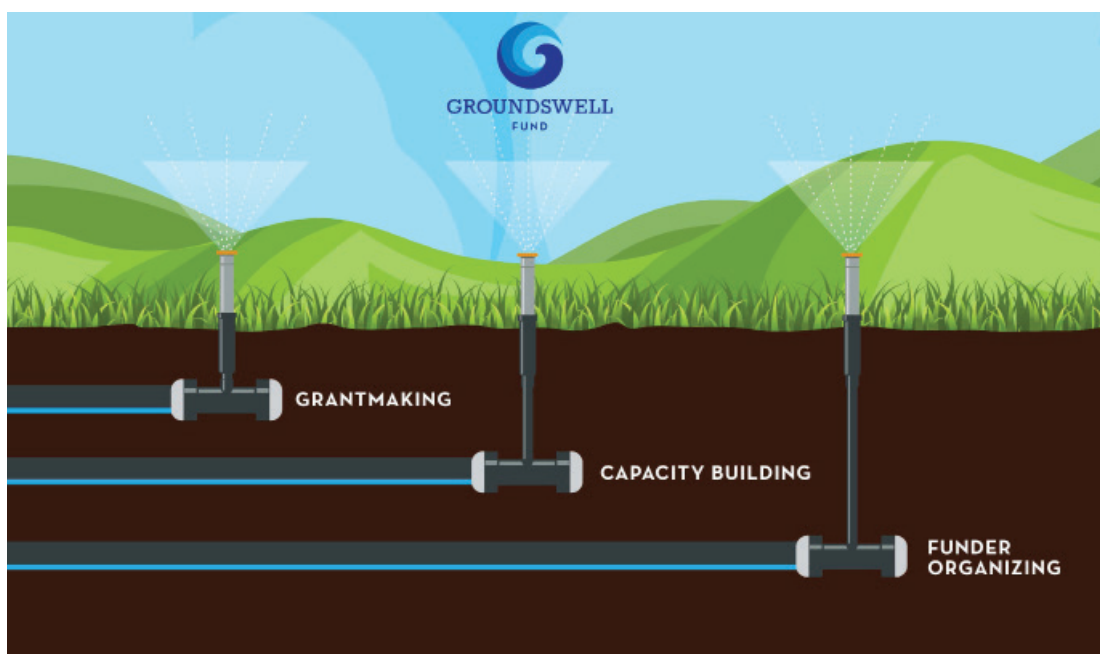 GROUNDSWELL
FUND
GRANTMAKING
CAPACITY BUILDING
FUNDER
ORGANIZING